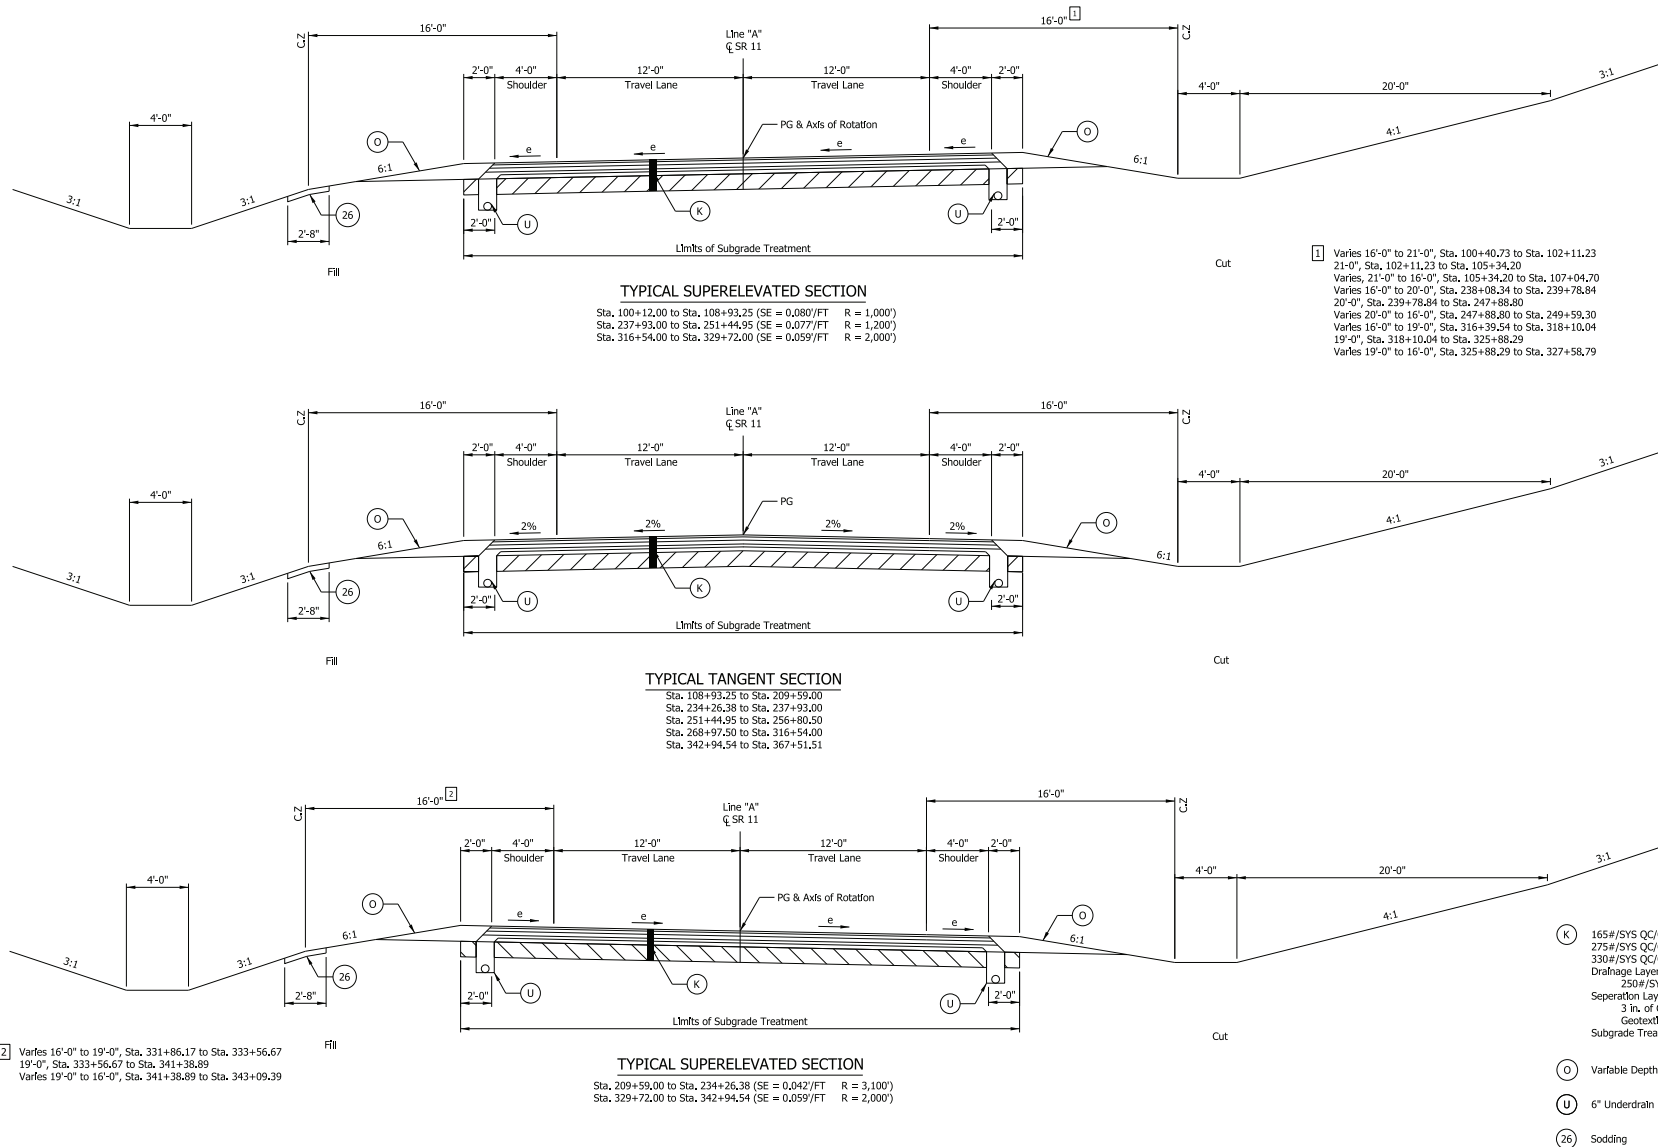 16'-0"
16'-0" 1
C.Z
C.Z
Line "A"
℄ SR 11
2'-0" 4'-0" 12'-0" 12'-0" 4'-0" 2'-0"
Shoulder Travel Lane Travel Lane Shoulder
4'-0" 20'-0"
3:1
4'-0"
PG & Axis of Rotation
O
O
e e e e
6:1
6:1
4:1
3:1
3:1
26
U
K
U
2'-8"
2'-0"
2'-0"
Limits of Subgrade Treatment
Fill
Cut
TYPICAL SUPERELEVATED SECTION
Sta. 100+12.00 to Sta. 108+93.25 (SE = 0.080'/FT R = 1,000')
Sta. 237+93.00 to Sta. 251+44.95 (SE = 0.077'/FT R = 1,200')
Sta. 316+54.00 to Sta. 329+72.00 (SE = 0.059'/FT R = 2,000')
1 Varies 16'-0" to 21'-0", Sta. 100+40.73 to Sta. 102+11.23
21-0", Sta. 102+11.23 to Sta. 105+34.20
Varies, 21'-0" to 16'-0", Sta. 105+34.20 to Sta. 107+04.70
Varies 16'-0" to 20'-0", Sta. 238+08.34 to Sta. 239+78.84
20'-0", Sta. 239+78.84 to Sta. 247+88.80
Varies 20'-0" to 16'-0", Sta. 247+88.80 to Sta. 249+59.30
Varies 16'-0" to 19'-0", Sta. 316+39.54 to Sta. 318+10.04
19'-0", Sta. 318+10.04 to Sta. 325+88.29
Varies 19'-0" to 16'-0", Sta. 325+88.29 to Sta. 327+58.79
16'-0"
16'-0"
C.Z
C.Z
Line "A"
℄ SR 11
2'-0" 4'-0" 12'-0" 12'-0" 4'-0" 2'-0"
Shoulder Travel Lane Travel Lane Shoulder
4'-0" 20'-0"
3:1
4'-0"
PG
O
O
2% 2% 2% 2%
6:1
6:1
4:1
3:1
3:1
26
U
K
U
2'-8"
2'-0"
2'-0"
Limits of Subgrade Treatment
Fill
Cut
TYPICAL TANGENT SECTION
Sta. 108+93.25 to Sta. 209+59.00
Sta. 234+26.38 to Sta. 237+93.00
Sta. 251+44.95 to Sta. 256+80.50
Sta. 268+97.50 to Sta. 316+54.00
Sta. 342+94.54 to Sta. 367+51.51
16'-0" 2
16'-0"
C.Z
C.Z
Line "A"
℄ SR 11
2'-0" 4'-0" 12'-0" 12'-0" 4'-0" 2'-0"
Shoulder Travel Lane Travel Lane Shoulder
4'-0" 20'-0"
3:1
4'-0"
PG & Axis of Rotation
O
O
e e e e
6:1
6:1
4:1
3:1
3:1
26
U
K
U
2'-8"
2'-0"
2'-0"
Limits of Subgrade Treatment
Fill
Cut
2 Varies 16'-0" to 19'-0", Sta. 331+86.17 to Sta. 333+56.67
19'-0", Sta. 333+56.67 to Sta. 341+38.89
Varies 19'-0" to 16'-0", Sta. 341+38.89 to Sta. 343+09.39
TYPICAL SUPERELEVATED SECTION
Sta. 209+59.00 to Sta. 234+26.38 (SE = 0.042'/FT R = 3,100')
Sta. 329+72.00 to Sta. 342+94.54 (SE = 0.059'/FT R = 2,000')
K 165#/SYS QC/
275#/SYS QC/
330#/SYS QC/
Drainage Layer
250#/SY
Seperation Lay
3 in. of
Geotext
Subgrade Trea
O Variable Depth
U 6" Underdrain
26 Sodding